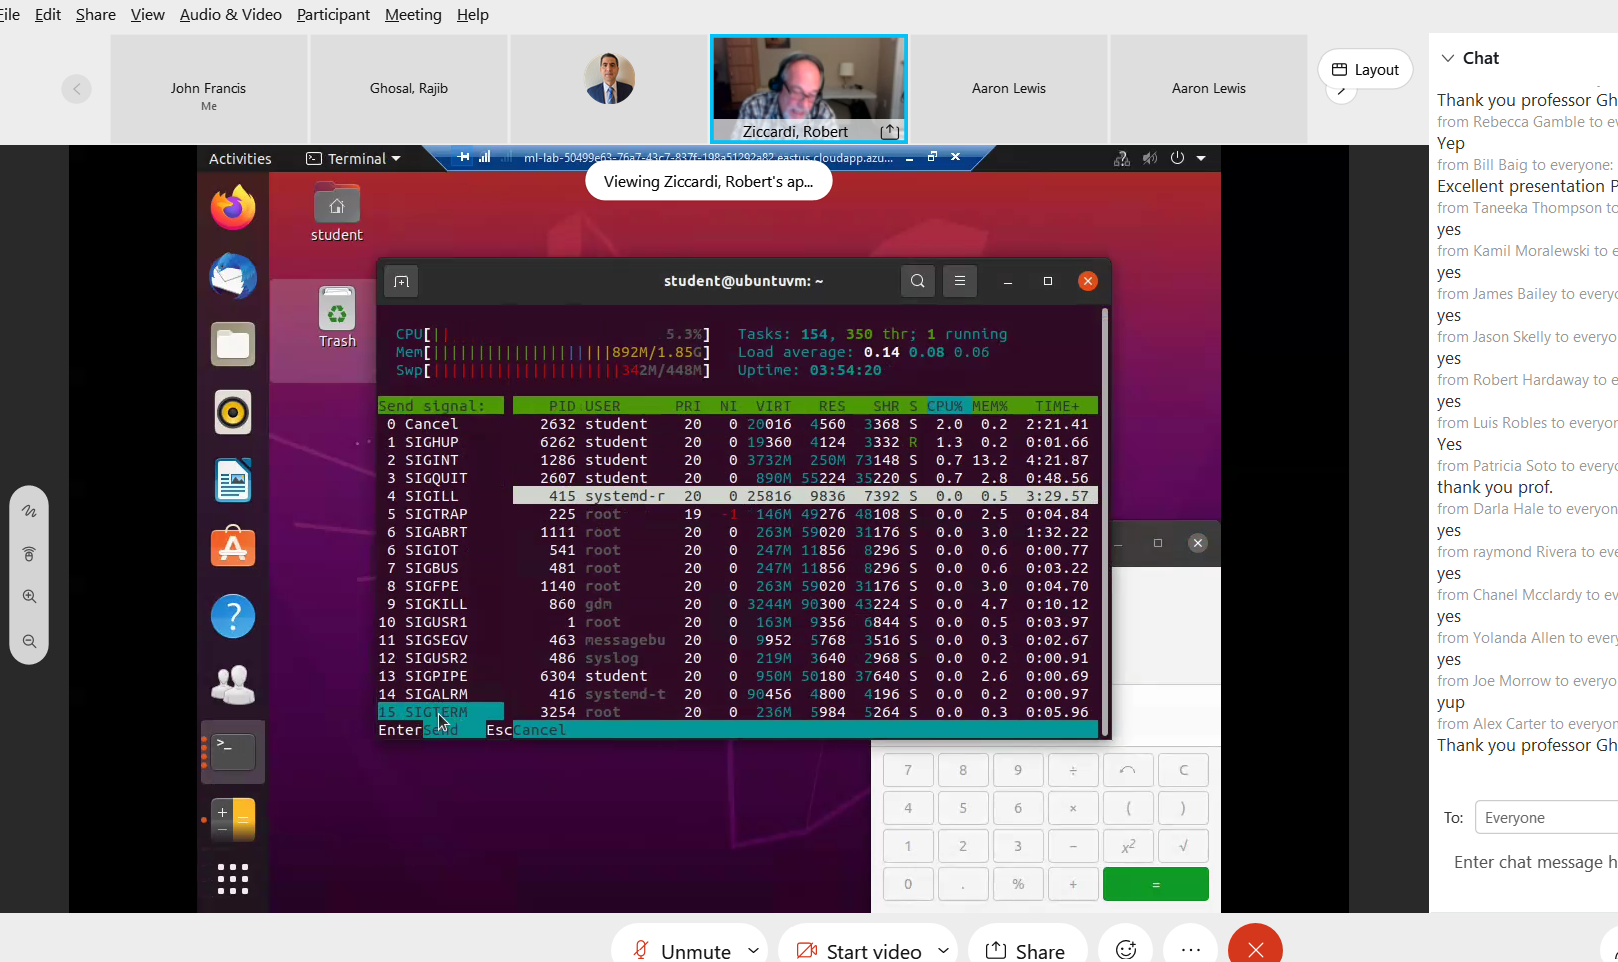 File Edit Share View Audio & Video Participant Meeting Help
John Francis
Me
Ghosal, Rajib
Ziccardi, Robert
Aaron Lewis
Aaron Lewis
Layout
Activities
Terminal
ml-lab-50499e63-76a7-43c7-837f-198a51292a82.eastus.cloudapp.azu...
Viewing Ziccardi, Robert's ap...
student
Trash
student@ubuntuvm: ~
CPU[|| 5.3%] Tasks: 154, 350 thr; 1 running
Mem[||||||||||||||||||||892M/1.85G] Load average: 0.14 0.08 0.06
Swp[|||||||||||||||||||||342M/448M] Uptime: 03:54:20
Send signal: PID USER PRI NI VIRT RES SHR S CPU% MEM% TIME+
0 Cancel 2632 student 20 0 20016 4560 3368 S 2.0 0.2 2:21.41
1 SIGHUP 6262 student 20 0 19360 4124 3332 R 1.3 0.2 0:01.66
2 SIGINT 1286 student 20 0 3732M 250M 73148 S 0.7 13.2 4:21.87
3 SIGQUIT 2607 student 20 0 890M 55224 35220 S 0.7 2.8 0:48.56
4 SIGILL 415 systemd-r 20 0 25816 9836 7392 S 0.0 0.5 3:29.57
5 SIGTRAP 225 root 19 -1 146M 49276 48108 S 0.0 2.5 0:04.84
6 SIGABRT 1111 root 20 0 263M 59020 31176 S 0.0 3.0 1:32.22
6 SIGIOT 541 root 20 0 247M 11856 8296 S 0.0 0.6 0:00.77
7 SIGBUS 481 root 20 0 247M 11856 8296 S 0.0 0.6 0:03.22
8 SIGFPE 1140 root 20 0 263M 59020 31176 S 0.0 3.0 0:04.70
9 SIGKILL 860 gdm 20 0 3244M 90300 43224 S 0.0 4.7 0:10.12
10 SIGUSR1 1 root 20 0 163M 9356 6844 S 0.0 0.5 0:03.97
11 SIGSEGV 463 messagebu 20 0 9952 5768 3516 S 0.0 0.3 0:02.67
12 SIGUSR2 486 syslog 20 0 219M 3640 2968 S 0.0 0.2 0:00.91
13 SIGPIPE 6304 student 20 0 950M 50180 37640 S 0.0 2.6 0:00.69
14 SIGALRM 416 systemd-t 20 0 90456 4800 4196 S 0.0 0.2 0:00.97
15 SIGTERM 3254 root 20 0 236M 5984 5264 S 0.0 0.3 0:05.96
EnterSend EscCancel
7 8 9 ÷ C
4 5 6 × ( )
1 2 3 − x² √
0 . % + =
Chat
Thank you professor Gh
from Rebecca Gamble to ev
Yep
from Bill Baig to everyone:
Excellent presentation P
from Taneeka Thompson to
yes
from Kamil Moralewski to e
yes
from James Bailey to everyo
yes
from Jason Skelly to everyo
yes
from Robert Hardaway to e
yes
from Luis Robles to everyor
Yes
from Patricia Soto to everyo
thank you prof.
from Darla Hale to everyon
yes
from raymond Rivera to eve
yes
from Chanel Mcclardy to ev
yes
from Yolanda Allen to every
yes
from Joe Morrow to everyo
yup
from Alex Carter to everyor
Thank you professor Gh
To: Everyone
Enter chat message h
Unmute Start video Share